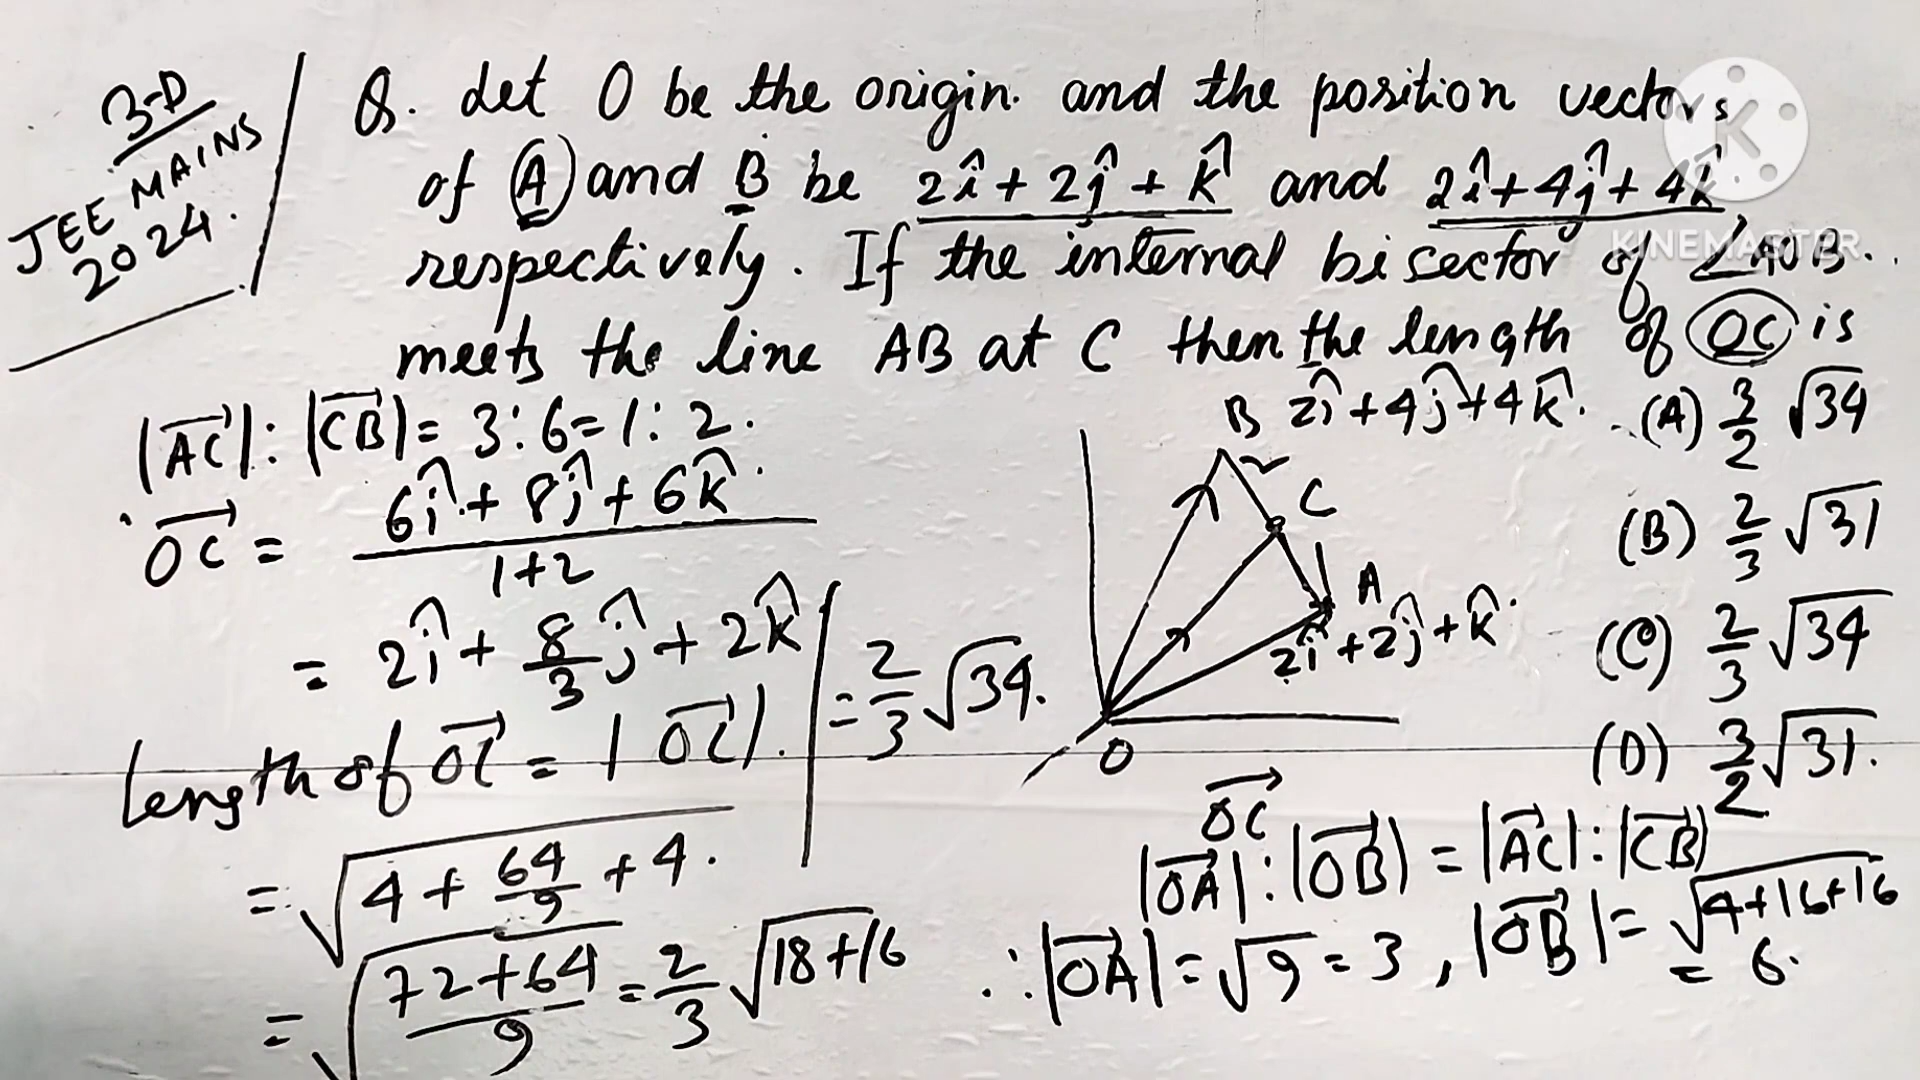 3-D
JEE MAINS
2024.
Q. Let O be the origin. and the position vectors
of A and B be 2î + 2ĵ + k̂ and 2î + 4ĵ + 4k̂.
respectively. If the internal bisector of ∠AOB..
meets the line AB at C then the length of OC is
(A) 3/2 √34
(B) 2/3 √31
(C) 2/3 √34
(D) 3/2 √31.
|AC→| : |CB→| = 3:6 = 1:2.
∴ OC→ = (6î + 8ĵ + 6k̂)/(1+2)
= 2î + 8/3 ĵ + 2k̂
Length of OC→ = |OC→|.
= √(4 + 64/9 + 4).
= √((72+64)/9) = 2/3 √(18+16)
= 2/3 √34.
B 2î + 4ĵ + 4k̂.
2
C
1
A
2î + 2ĵ + k̂
O
OC→
|OA→| : |OB→| = |AC→| : |CB→|
∴ |OA→| = √9 = 3, |OB→| = √(4+16+16)
= 6.
K
KINEMASTER